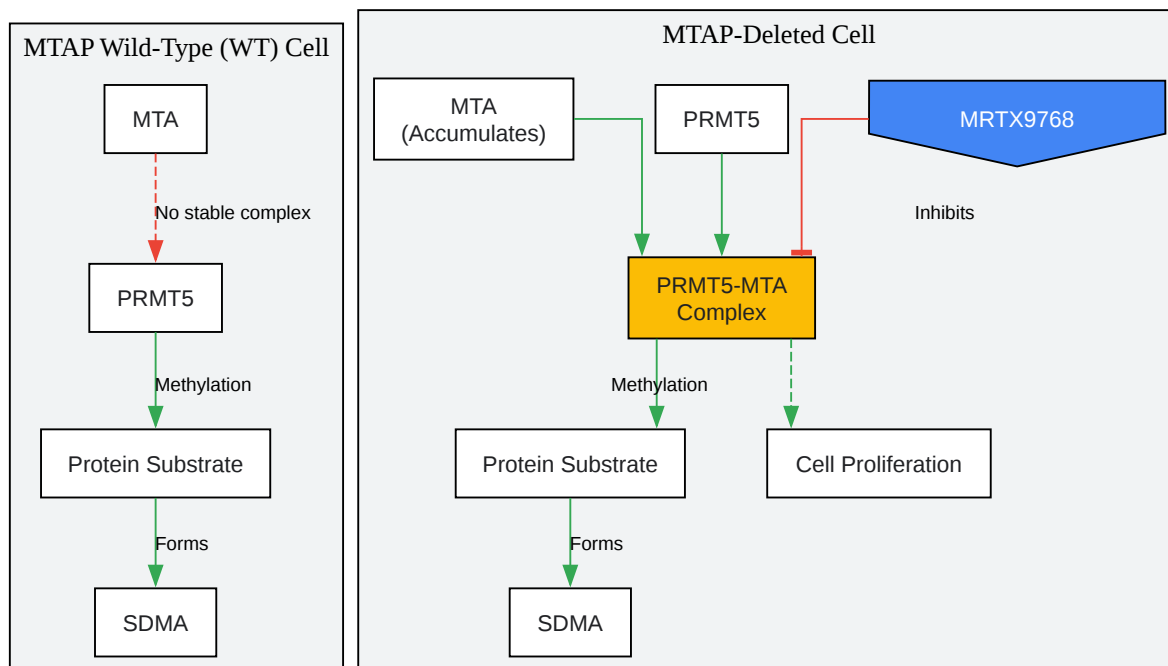 MTAP Wild-Type (WT) Cell
MTA
No stable complex
PRMT5
Methylation
Protein Substrate
Forms
SDMA
MTAP-Deleted Cell
MTA
(Accumulates)
PRMT5
MRTX9768
Inhibits
PRMT5-MTA
Complex
Methylation
Protein Substrate
Cell Proliferation
Forms
SDMA